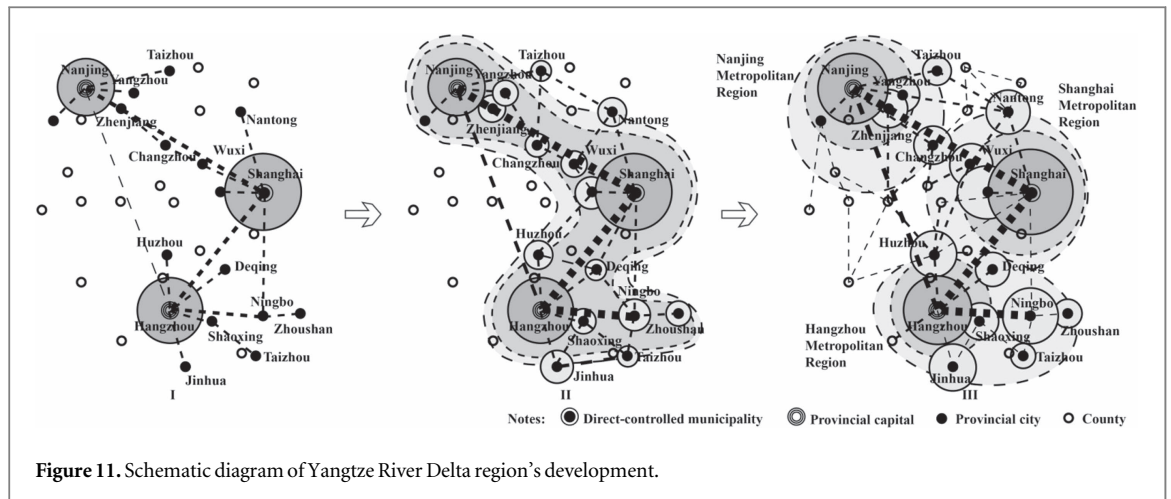 Taizhou
Nanjing
Yangzhou
Zhenjiang
Nantong
Changzhou
Wuxi
Shanghai
Huzhou
Deqing
Hangzhou
Ningbo
Zhoushan
Shaoxing
Taizhou
Jinhua
I
Taizhou
Nanjing
Yangzhou
Zhenjiang
Nantong
Changzhou
Wuxi
Shanghai
Huzhou
Deqing
Ningbo
Hangzhou
Zhoushan
Shaoxing
Taizhou
Jinhua
II
Nanjing
Metropolitan
Region
Taizhou
Nanjing
Yangzhou
Nantong
Shanghai
Metropolitan
Region
Zhenjiang
Changzhou
Wuxi
Shanghai
Huzhou
Deqing
Ningbo
Hangzhou
Zhoushan
Hangzhou
Metropolitan
Region
Shaoxing
Taizhou
Jinhua
III
Notes: Direct-controlled municipality Provincial capital Provincial city County
Figure 11. Schematic diagram of Yangtze River Delta region's development.